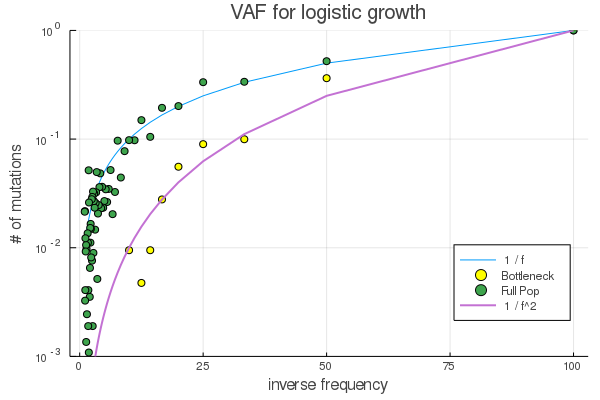 VAF for logistic growth
# of mutations
10^0
10^-1
10^-2
10^-3
0 25 50 75 100
inverse frequency
1 / f
Bottleneck
Full Pop
1 / f^2